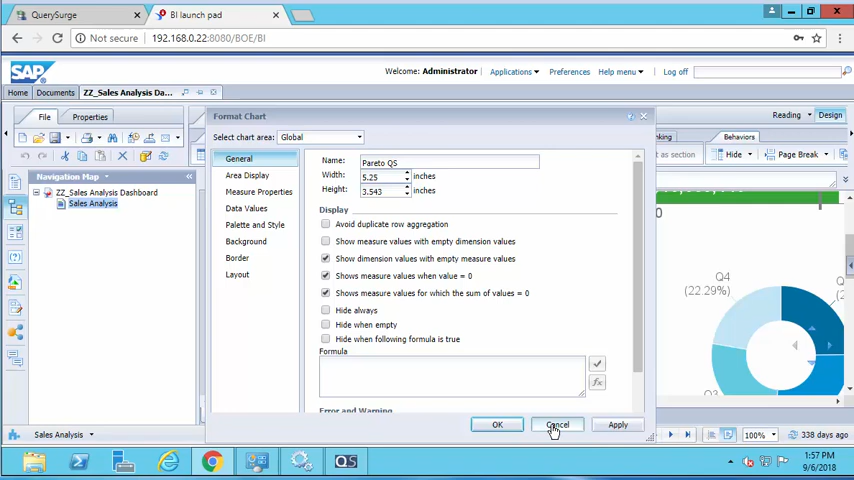 QuerySurge
BI launch pad
Not secure 192.168.0.22:8080/BOE/BI
SAP
Welcome: Administrator
Applications
Preferences
Help menu
Log off
Home
Documents
ZZ_Sales Analysis Da...
File
Properties
Format Chart
Reading
Design
Select chart area:
Global
Behaviors
as section
Hide
Page Break
Navigation Map
ZZ_Sales Analysis Dashboard
Sales Analysis
General
Area Display
Measure Properties
Data Values
Palette and Style
Background
Border
Layout
Name:
Pareto QS
Width:
5.25
inches
Height:
3.543
inches
Display
Avoid duplicate row aggregation
Show measure values with empty dimension values
Show dimension values with empty measure values
Shows measure values when value = 0
Shows measure values for which the sum of values = 0
Hide always
Hide when empty
Hide when following formula is true
Formula
Error and Warning
OK
Cancel
Apply
Q4
(22.29%)
Sales Analysis
100%
338 days ago
QS
1:57 PM
9/6/2018